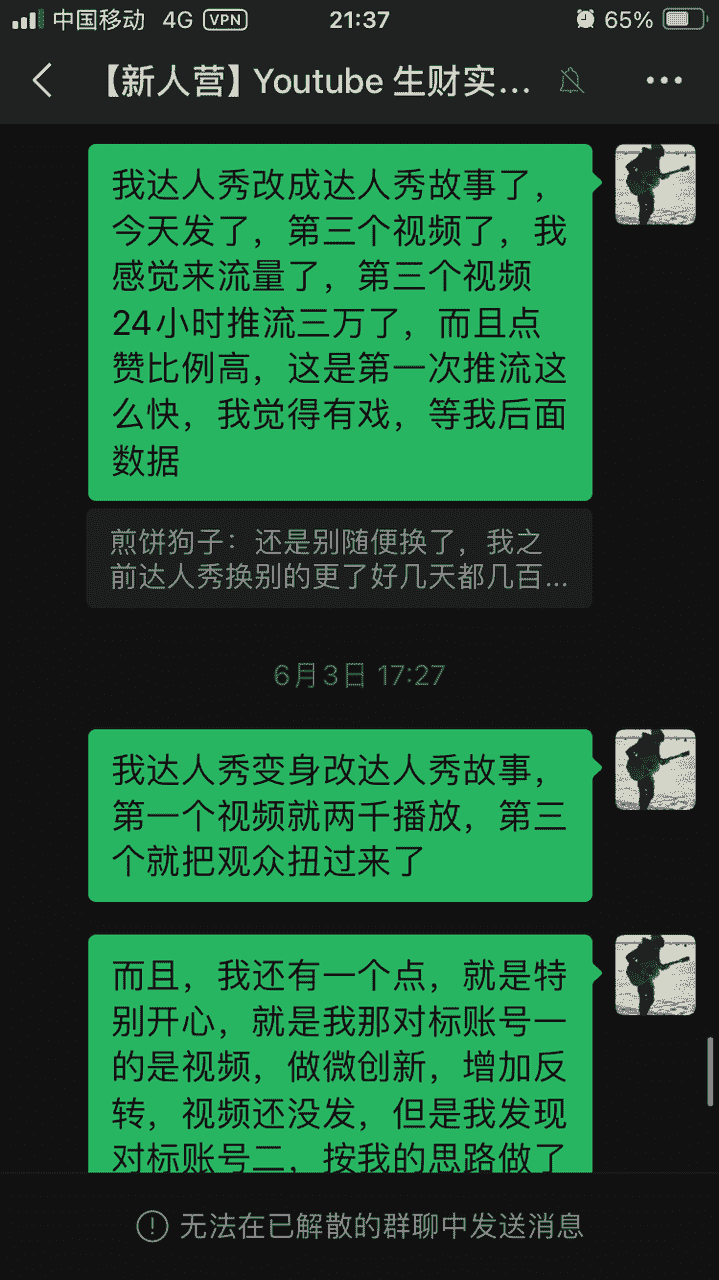 中国移动 4G VPN 21:37 65%
【新人营】Youtube 生财实...
我达人秀改成达人秀故事了，
今天发了，第三个视频了，我
感觉来流量了，第三个视频
24小时推流三万了，而且点
赞比例高，这是第一次推流这
么快，我觉得有戏，等我后面
数据
煎饼狗子：还是别随便换了，我之
前达人秀换别的更了好几天都几百...
6月3日 17:27
我达人秀变身改达人秀故事，
第一个视频就两千播放，第三
个就把观众扭过来了
而且，我还有一个点，就是特
别开心，就是我那对标账号一
的是视频，做微创新，增加反
转，视频还没发，但是我发现
对标账号二，按我的思路做了
无法在已解散的群聊中发送消息